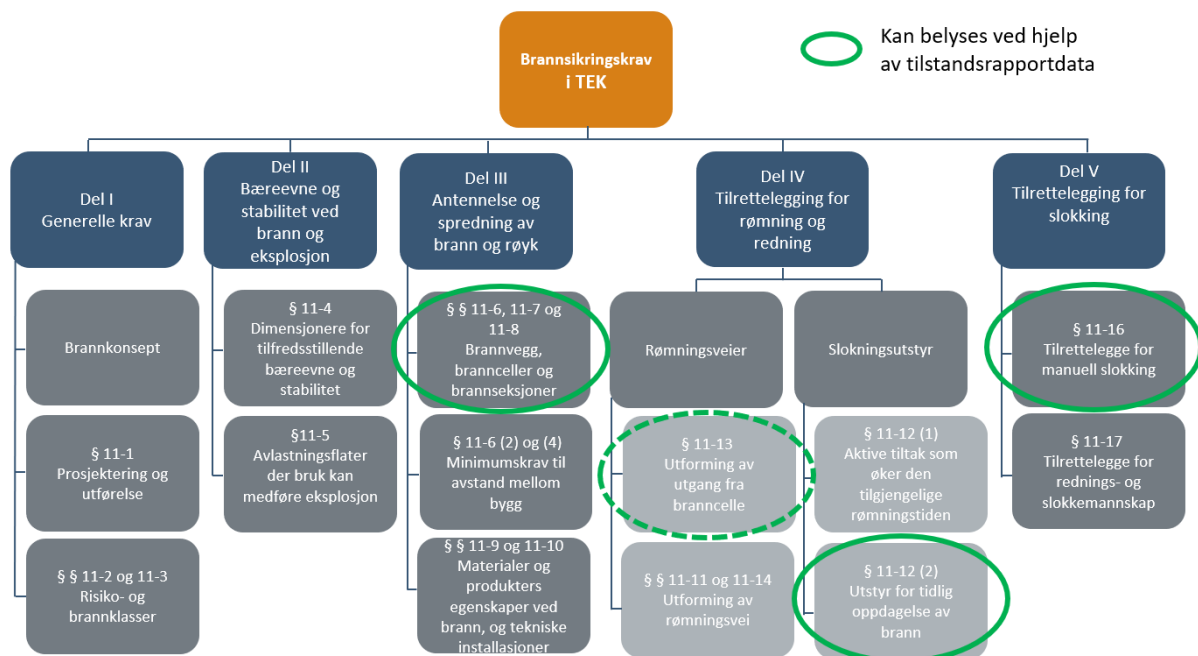 Brannsikringskrav
i TEK
Kan belyses ved hjelp
av tilstandsrapportdata
Del I
Generelle krav
Del II
Bæreevne og
stabilitet ved
brann og
eksplosjon
Del III
Antennelse og
spredning av
brann og røyk
Del IV
Tilrettelegging for
rømning og
redning
Del V
Tilrettelegging for
slokking
Brannkonsept
§ 11-1
Prosjektering og
utførelse
§ § 11-2 og 11-3
Risiko- og
brannklasser
§ 11-4
Dimensjonere for
tilfredsstillende
bæreevne og
stabilitet
§11-5
Avlastningsflater
der bruk kan
medføre eksplosjon
§ § 11-6, 11-7 og
11-8
Brannvegg,
brannceller og
brannseksjoner
§ 11-6 (2) og (4)
Minimumskrav til
avstand mellom
bygg
§ § 11-9 og 11-10
Materialer og
produkters
egenskaper ved
brann, og tekniske
installasjoner
Rømningsveier
§ 11-13
Utforming av
utgang fra
branncelle
§ § 11-11 og 11-14
Utforming av
rømningsvei
Slokningsutstyr
§ 11-12 (1)
Aktive tiltak som
øker den
tilgjengelige
rømningstiden
§ 11-12 (2)
Utstyr for tidlig
oppdagelse av
brann
§ 11-16
Tilrettelegge for
manuell slokking
§ 11-17
Tilrettelegge for
rednings- og
slokkemannskap